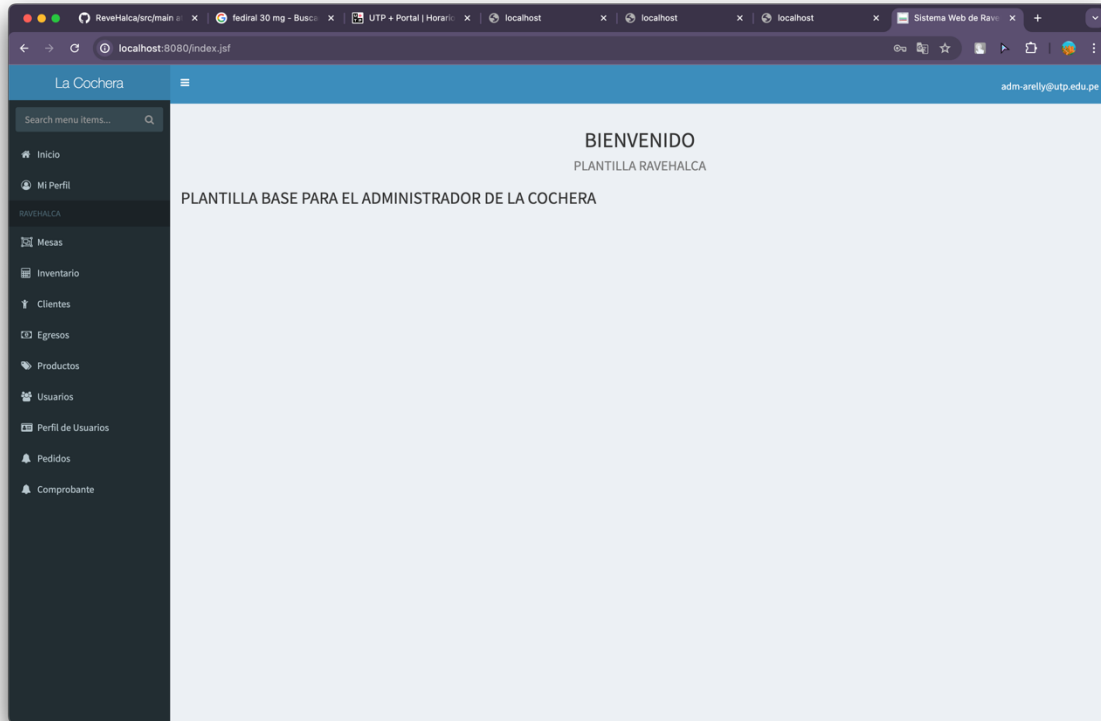 ReveHalca/src/main a
fediral 30 mg - Busca
UTP + Portal | Horario
localhost
localhost
localhost
Sistema Web de Rave
localhost:8080/index.jsf
La Cochera
adm-arelly@utp.edu.pe
Search menu items...
Inicio
Mi Perfil
RAVEHALCA
Mesas
Inventario
Clientes
Egresos
Productos
Usuarios
Perfil de Usuarios
Pedidos
Comprobante
BIENVENIDO
PLANTILLA RAVEHALCA
PLANTILLA BASE PARA EL ADMINISTRADOR DE LA COCHERA